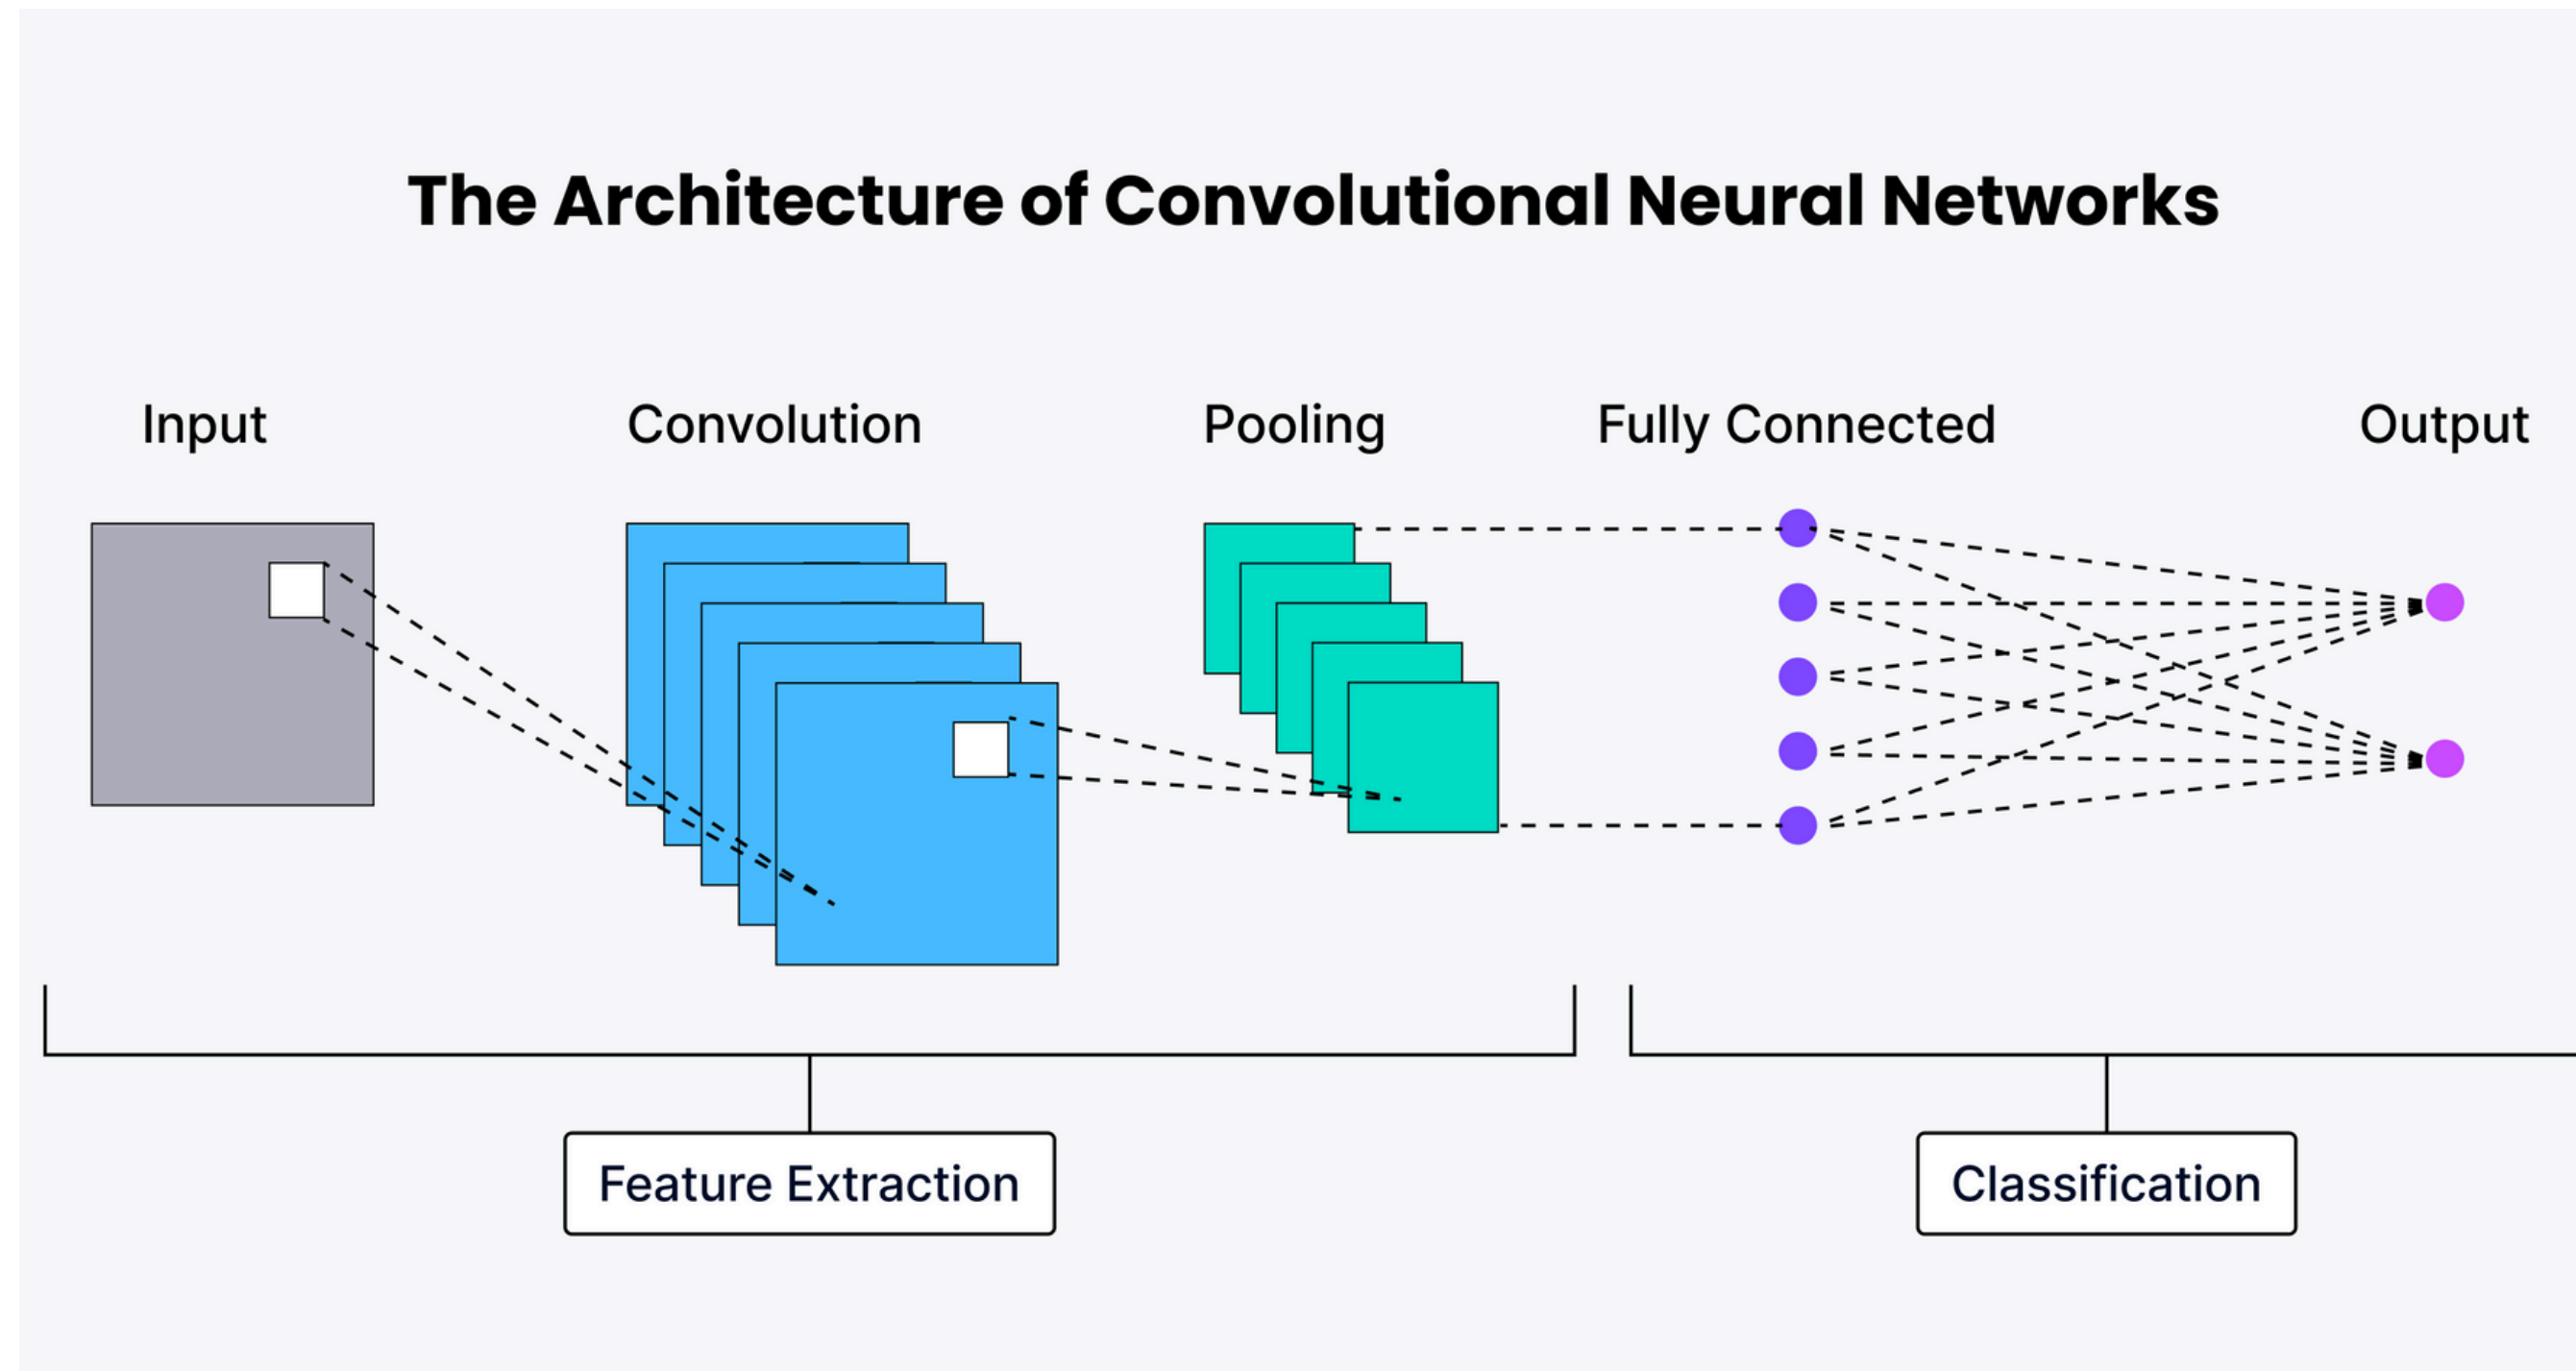 The Architecture of Convolutional Neural Networks
Input
Convolution
Pooling
Fully Connected
Output
Feature Extraction
Classification